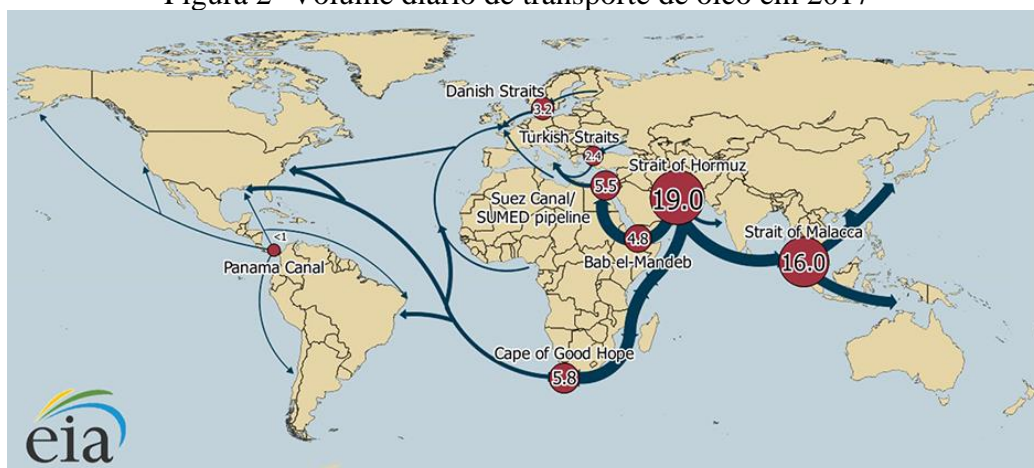 Figura 2- Volume diário de transporte de óleo em 2017
Danish Straits
3.2
Turkish Straits
2.4
Strait of Hormuz
5.5
19.0
Suez Canal/
SUMED pipeline
4.8
Bab el-Mandeb
Strait of Malacca
16.0
<1
Panama Canal
Cape of Good Hope
5.8
eia